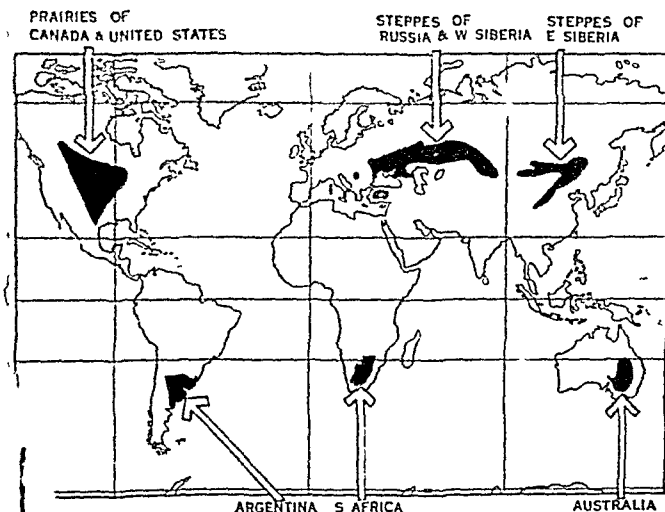 PRAIRIES OF
CANADA & UNITED STATES
STEPPES OF
RUSSIA & W SIBERIA
STEPPES OF
E SIBERIA
ARGENTINA
S AFRICA
AUSTRALIA